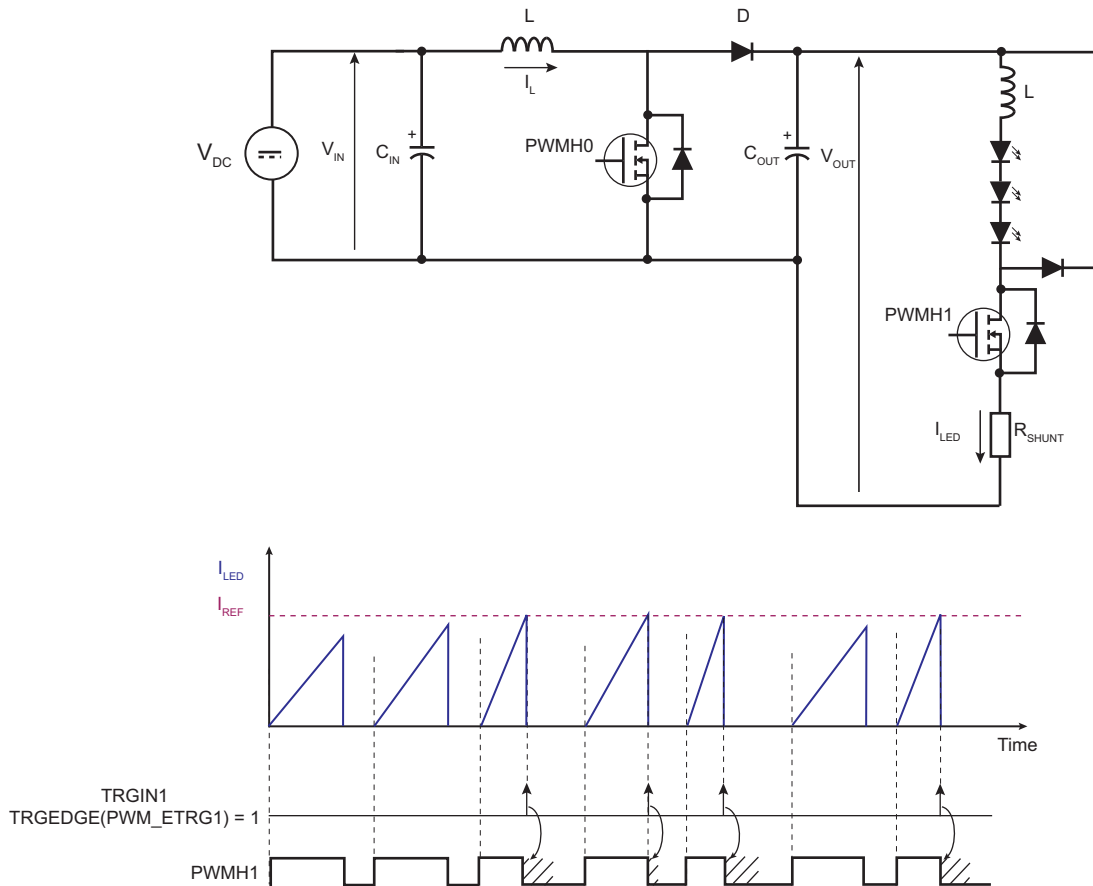 L
D
I_L
L
V_DC
V_IN
+
C_IN
PWMH0
+
C_OUT
V_OUT
PWMH1
I_LED
R_SHUNT
I_LED
I_REF
Time
TRGIN1
TRGEDGE(PWM_ETRG1) = 1
PWMH1